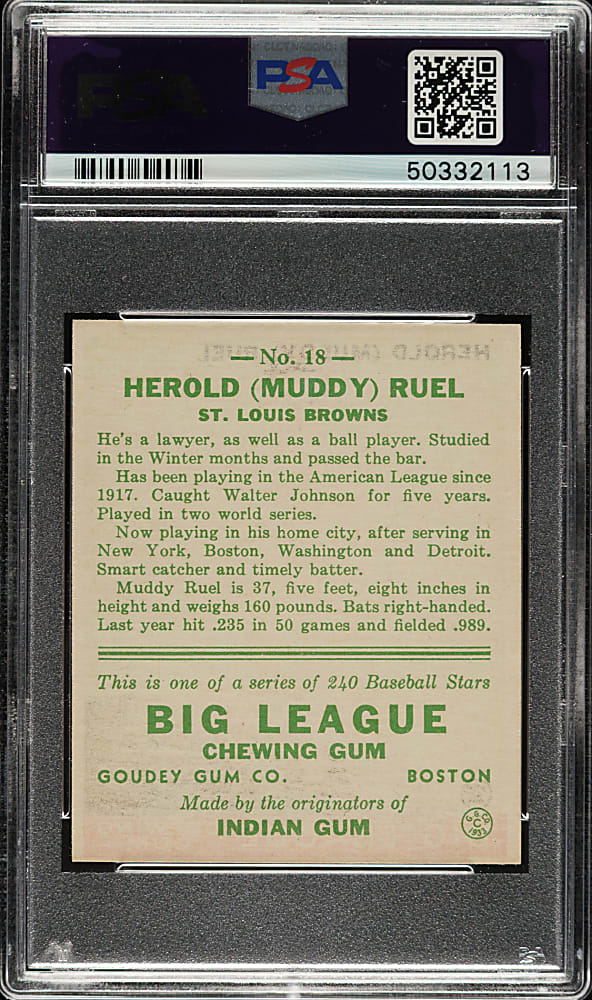 PSA
PSA
50332113
HEROLD (MUDDY) RUEL
— No. 18 —
HEROLD (MUDDY) RUEL
ST. LOUIS BROWNS
He's a lawyer, as well as a ball player. Studied
in the Winter months and passed the bar.
Has been playing in the American League since
1917. Caught Walter Johnson for five years.
Played in two world series.
Now playing in his home city, after serving in
New York, Boston, Washington and Detroit.
Smart catcher and timely batter.
Muddy Ruel is 37, five feet, eight inches in
height and weighs 160 pounds. Bats right-handed.
Last year hit .235 in 50 games and fielded .989.
This is one of a series of 240 Baseball Stars
BIG LEAGUE
CHEWING GUM
GOUDEY GUM CO. BOSTON
Made by the originators of
INDIAN GUM
G. & CO.
C
1933